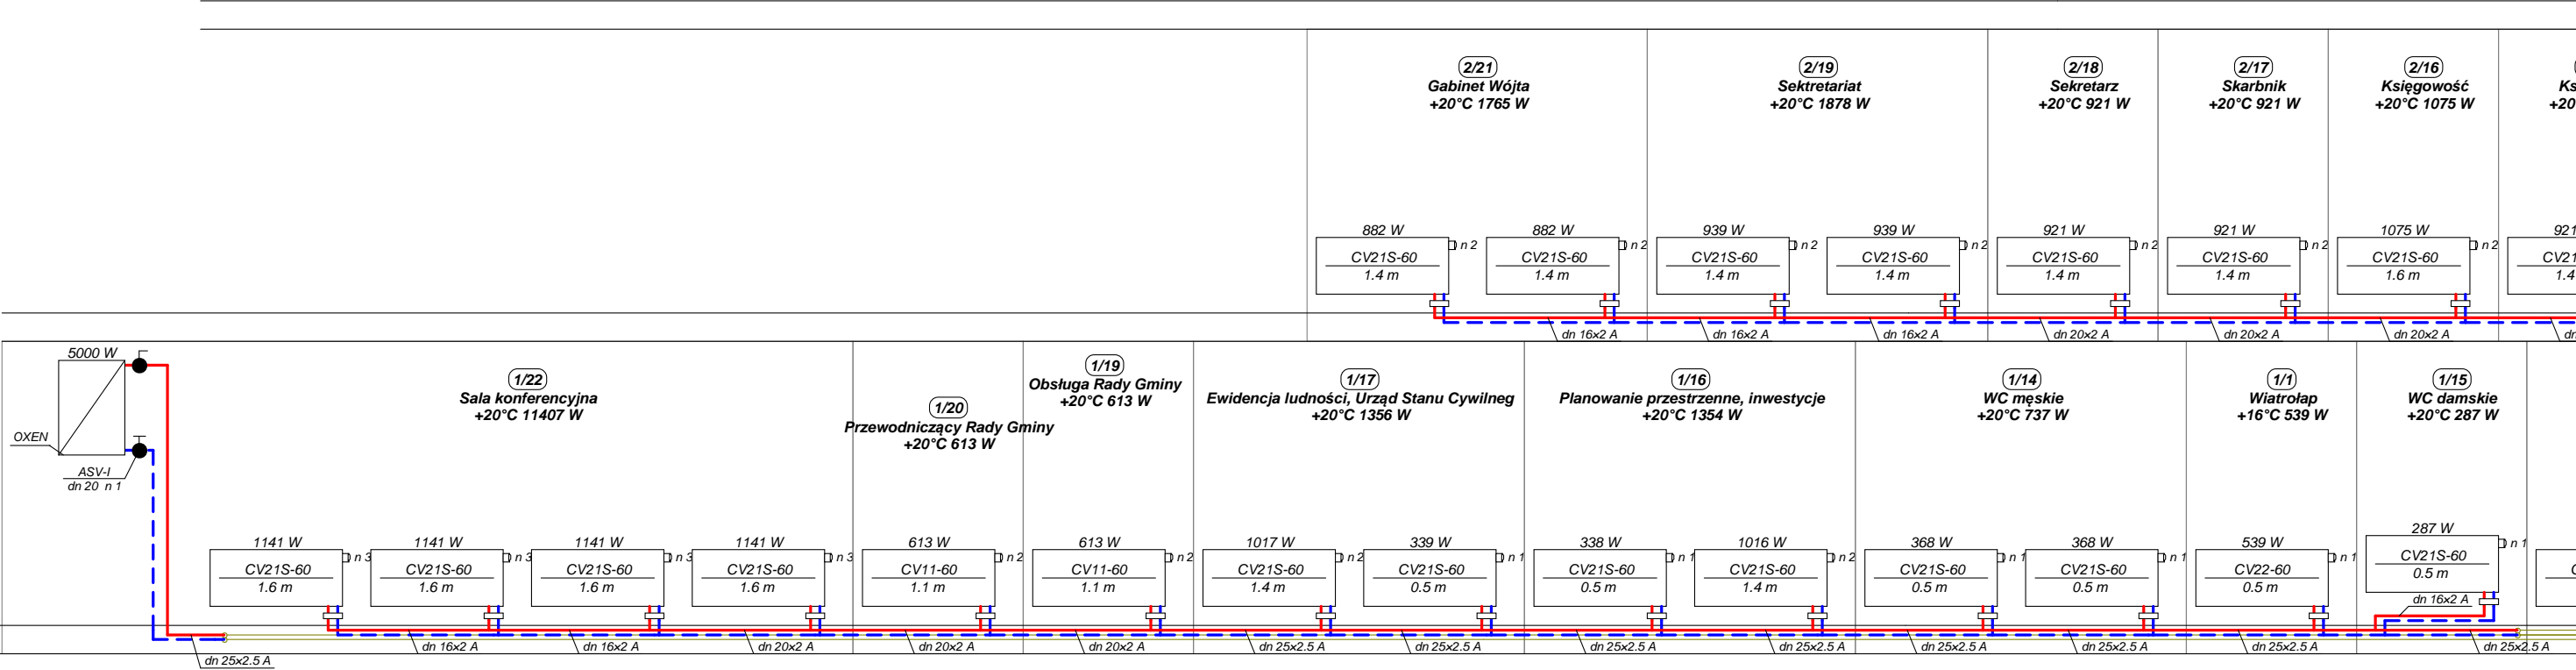 2/21
Gabinet Wójta
+20°C 1765 W
2/19
Sektretariat
+20°C 1878 W
2/18
Sekretarz
+20°C 921 W
2/17
Skarbnik
+20°C 921 W
2/16
Księgowość
+20°C 1075 W
Ks
+20
882 W
CV21S-60
1.4 m
n 2
882 W
CV21S-60
1.4 m
n 2
939 W
CV21S-60
1.4 m
n 2
939 W
CV21S-60
1.4 m
n 2
921 W
CV21S-60
1.4 m
n 2
921 W
CV21S-60
1.4 m
n 2
1075 W
CV21S-60
1.6 m
n 2
921
CV21
1.4
dn 16x2 A
dn 16x2 A
dn 16x2 A
dn 20x2 A
dn 20x2 A
dn 20x2 A
dn
5000 W
OXEN
ASV-I
dn 20 n 1
1/22
Sala konferencyjna
+20°C 11407 W
1/20
Przewodniczący Rady Gminy
+20°C 613 W
1/19
Obsługa Rady Gminy
+20°C 613 W
1/17
Ewidencja ludności, Urząd Stanu Cywilneg
+20°C 1356 W
1/16
Planowanie przestrzenne, inwestycje
+20°C 1354 W
1/14
WC męskie
+20°C 737 W
1/1
Wiatrołap
+16°C 539 W
1/15
WC damskie
+20°C 287 W
1141 W
CV21S-60
1.6 m
n 3
1141 W
CV21S-60
1.6 m
n 3
1141 W
CV21S-60
1.6 m
n 3
1141 W
CV21S-60
1.6 m
n 3
613 W
CV11-60
1.1 m
n 2
613 W
CV11-60
1.1 m
n 2
1017 W
CV21S-60
1.4 m
n 2
339 W
CV21S-60
0.5 m
n 1
338 W
CV21S-60
0.5 m
n 1
1016 W
CV21S-60
1.4 m
n 2
368 W
CV21S-60
0.5 m
n 1
368 W
CV21S-60
0.5 m
n 1
539 W
CV22-60
0.5 m
n 1
287 W
CV21S-60
0.5 m
n 1
dn 16x2 A
dn 25x2.5 A
dn 16x2 A
dn 16x2 A
dn 20x2 A
dn 20x2 A
dn 20x2 A
dn 25x2.5 A
dn 25x2.5 A
dn 25x2.5 A
dn 25x2.5 A
dn 25x2.5 A
dn 25x2.5 A
dn 25x2.5 A
dn 25x2.5 A